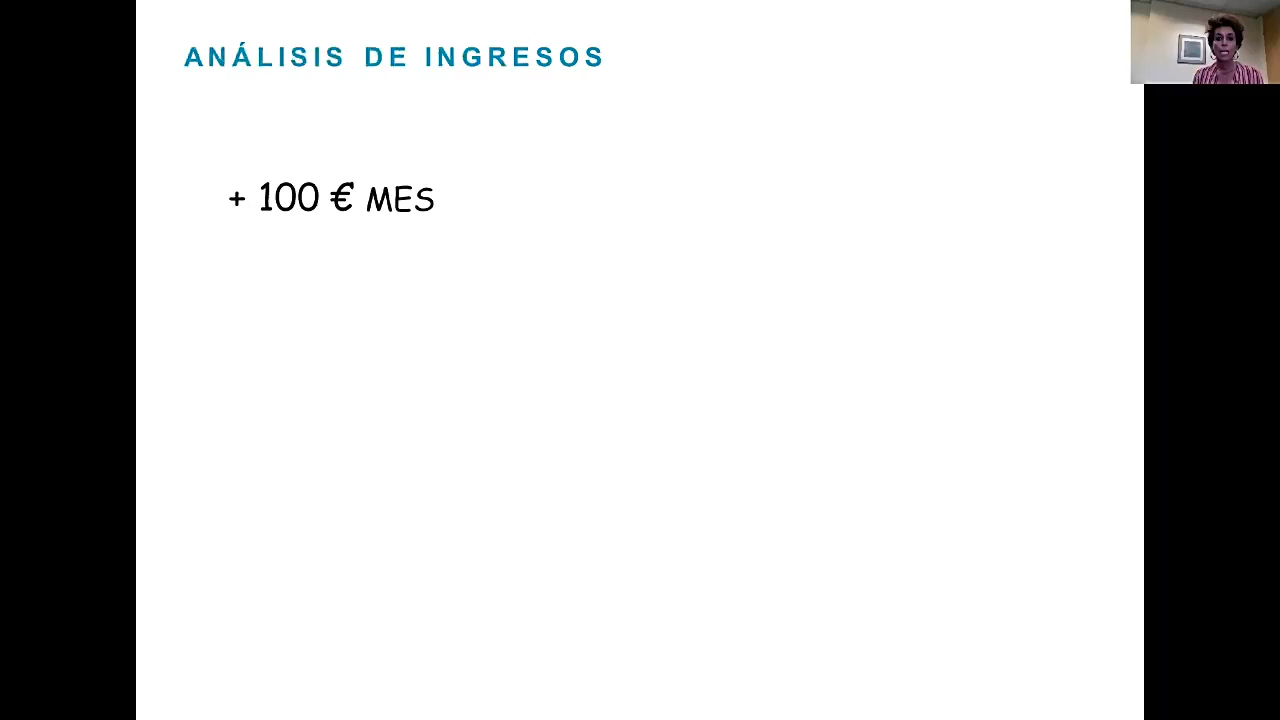 ANÁLISIS DE INGRESOS
+ 100 € MES